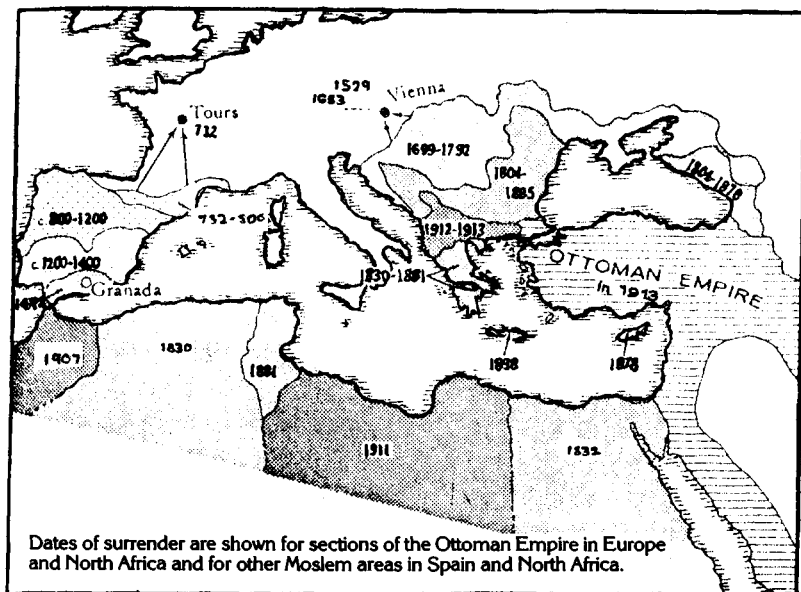 1529
1683
Vienna
Tours
732
1699-1792
1804-
1885
1804-1878
c.800-1200
732-800
1912-1913
OTTOMAN EMPIRE
In 1913
c.1200-1400
1830-1881
Granada
1907
1830
1881
1898
1878
1911
Dates of surrender are shown for sections of the Ottoman Empire in Europe
and North Africa and for other Moslem areas in Spain and North Africa.